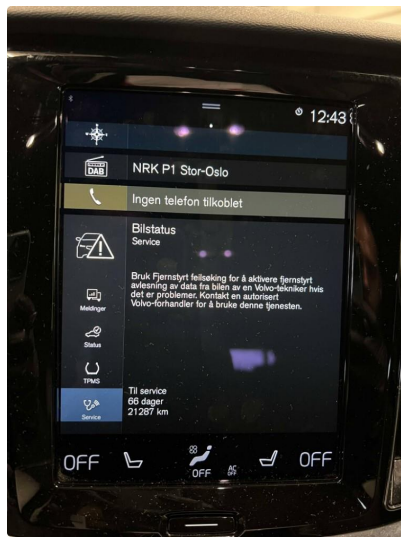 12:43
DAB
NRK P1 Stor-Oslo
Ingen telefon tilkoblet
Bilstatus
Service
Bruk Fjernstyrt feilsøking for å aktivere fjernstyrt
avlesning av data fra bilen av en Volvo-tekniker hvis
det er problemer. Kontakt en autorisert
Volvo-forhandler for å bruke denne tjenesten.
Meldinger
Status
TPMS
Service
Til service
66 dager
21287 km
OFF
OFF
AC
OFF
OFF